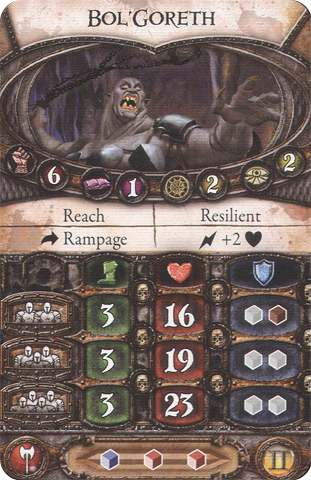 BOL'GORETH
6 1 2 2
Reach Resilient
Rampage +2
3 16
3 19
3 23
II